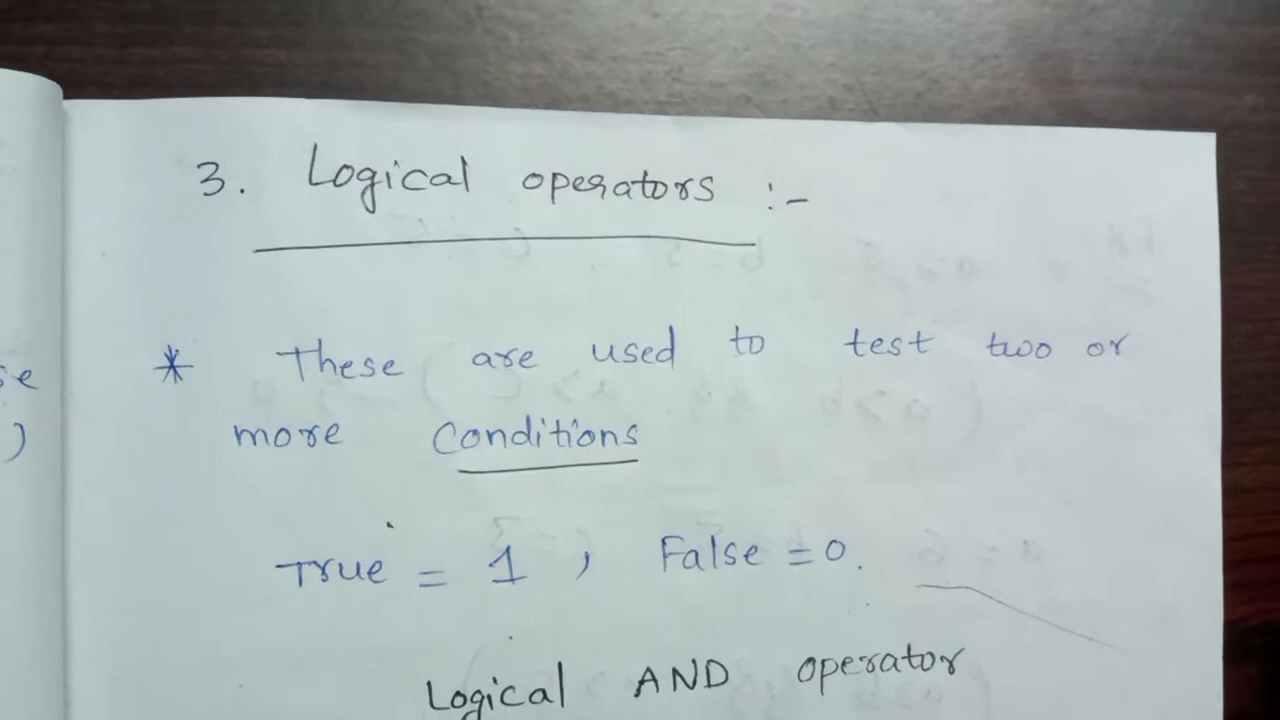 3. Logical operators :-
* These are used to test two or
more conditions
True = 1 , False = 0.
Logical AND operator